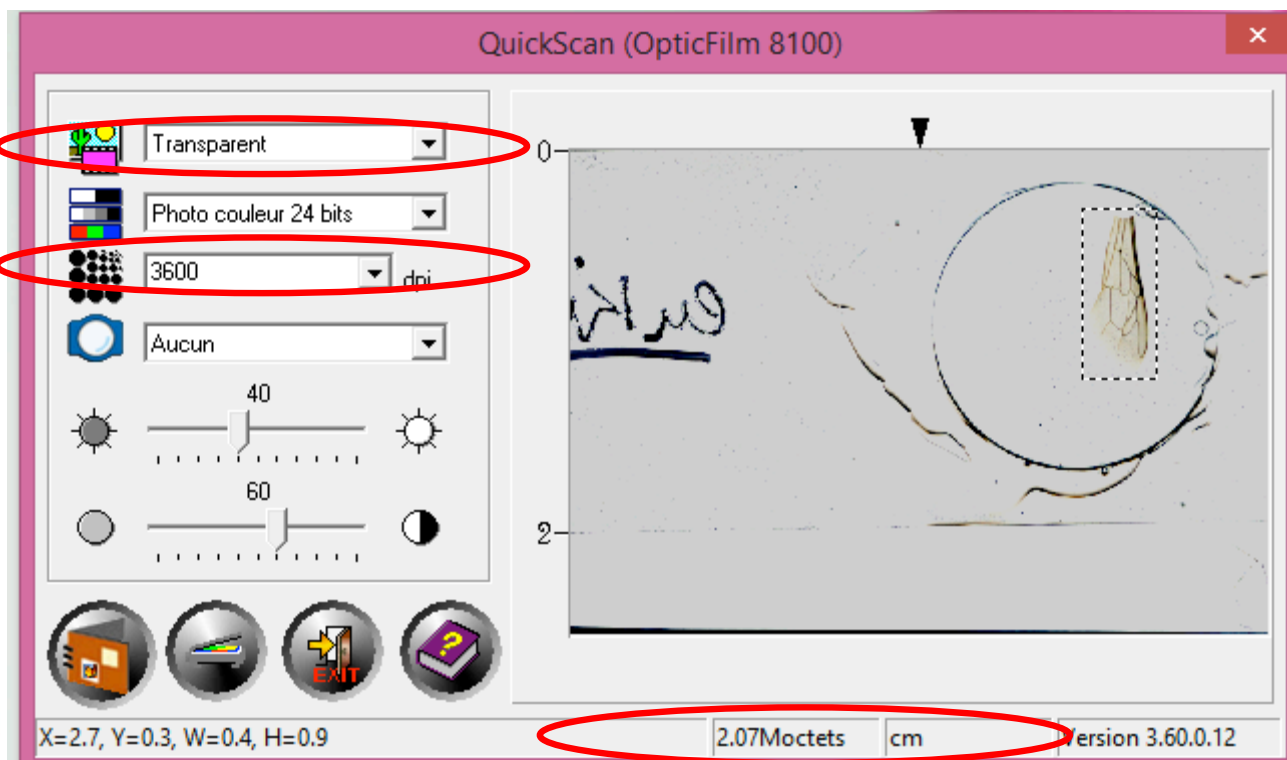 QuickScan (OpticFilm 8100)
Transparent
Photo couleur 24 bits
3600 dpi
Aucun
40
60
EXIT
?
0
2
X=2.7, Y=0.3, W=0.4, H=0.9
2.07Moctets
cm
Version 3.60.0.12